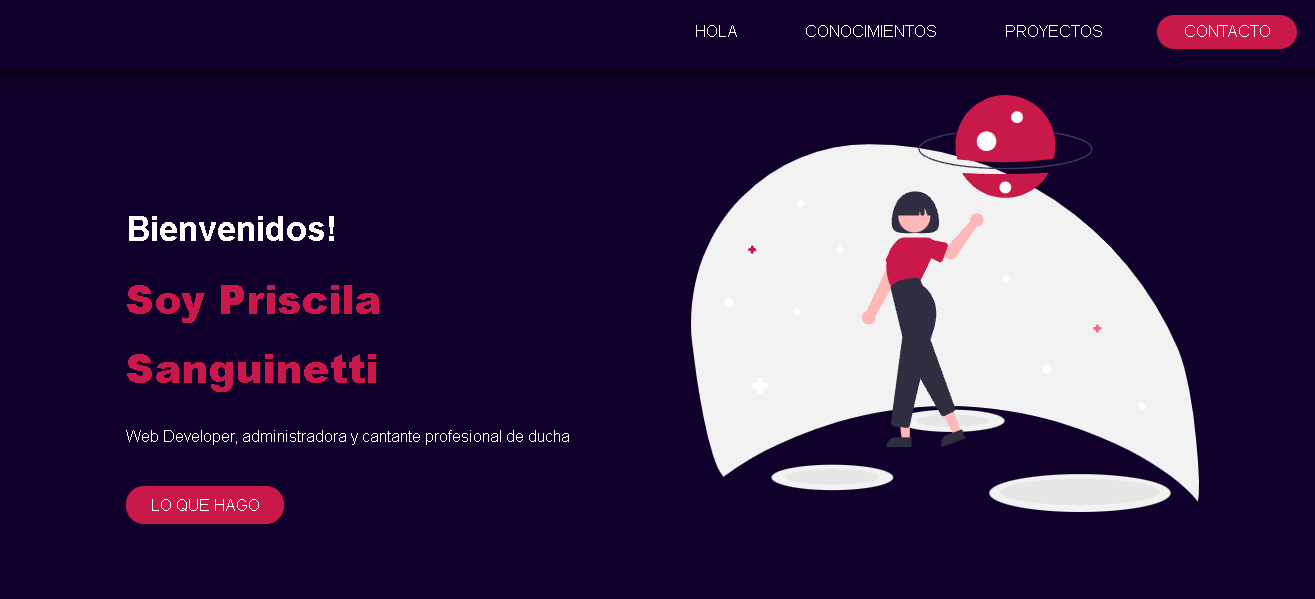 HOLA CONOCIMIENTOS PROYECTOS CONTACTO
Bienvenidos!
Soy Priscila
Sanguinetti
Web Developer, administradora y cantante profesional de ducha
LO QUE HAGO